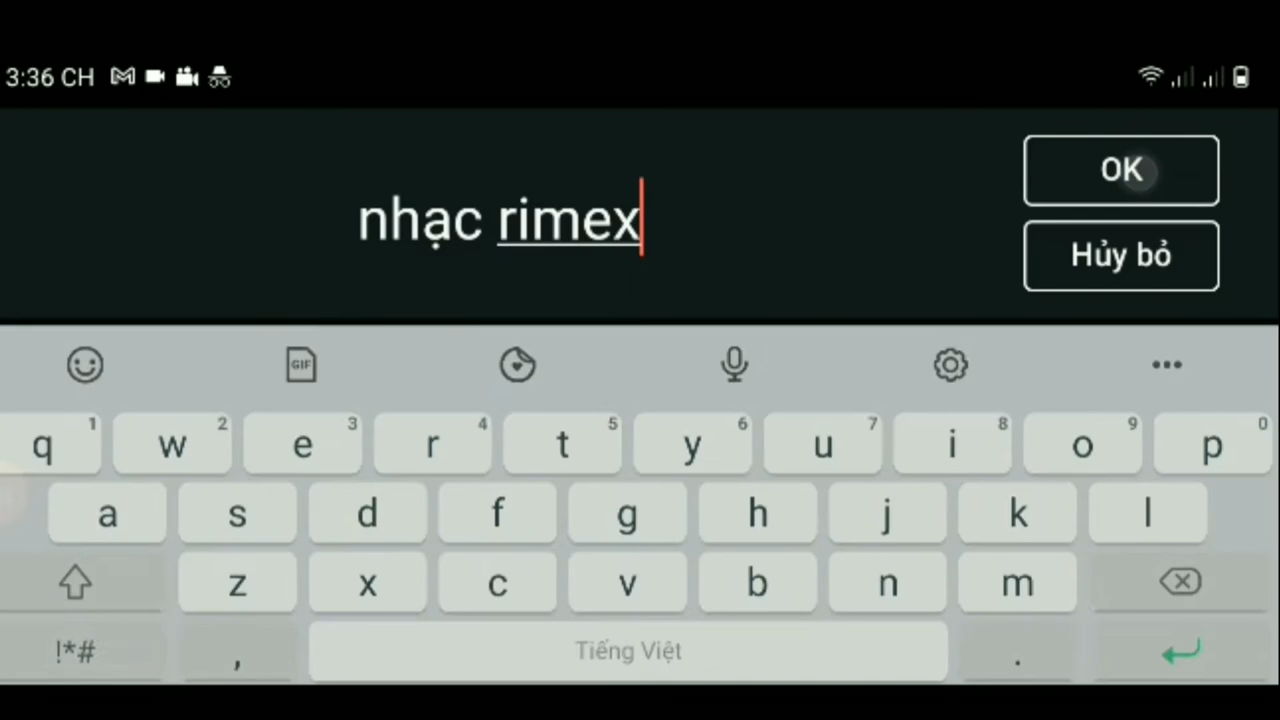 3:36 CH
OK
nhạc rimex
Hủy bỏ
GIF
1 2 3 4 5 6 7 8 9 0
q w e r t y u i o p
a s d f g h j k l
z x c v b n m
!*# , Tiếng Việt .